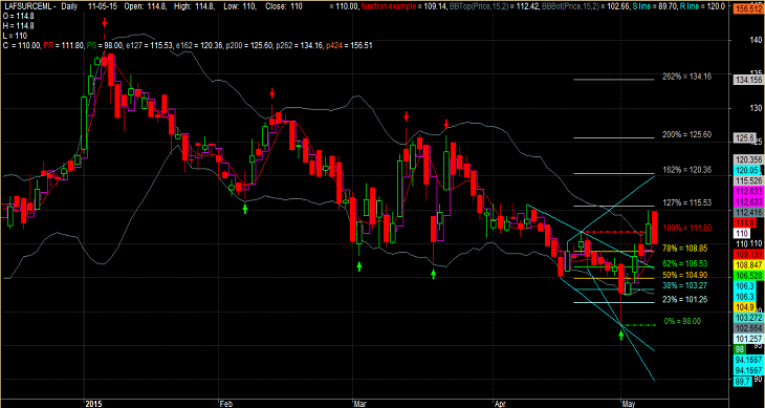 LAFSURCEML - Daily 11-05-15 Open: 114.8, High: 114.8, Low: 110, Close: 110 = 110.00, function example = 109.14, BBTop(Price,15,2) = 112.42, BBBot(Price,15,2) = 102.66, S line = 89.70, R line = 120.0
O = 114.8
H = 114.8
L = 110
C = 110.00, PR = 111.80, PS = 98.00, e127 = 115.53, e162 = 120.36, p200 = 125.60, p262 = 134.16, p424 = 156.51
156.512
140
262% = 134.16
135
134.156
130
200% = 125.60
125.6
162% = 120.36
120.356
120.05
127% = 115.53
115.526
112.633
112.633
112.416
100% = 111.80
111.8
110
78% = 108.85
110.110
109.138
62% = 106.53
108.847
106.528
50% = 104.90
106.3
38% = 103.27
106.3
23% = 101.26
104.9
103.272
0% = 98.00
102.664
101.257
98
95
94.1657
94.1657
90
89.7
2015 Feb Mar Apr May